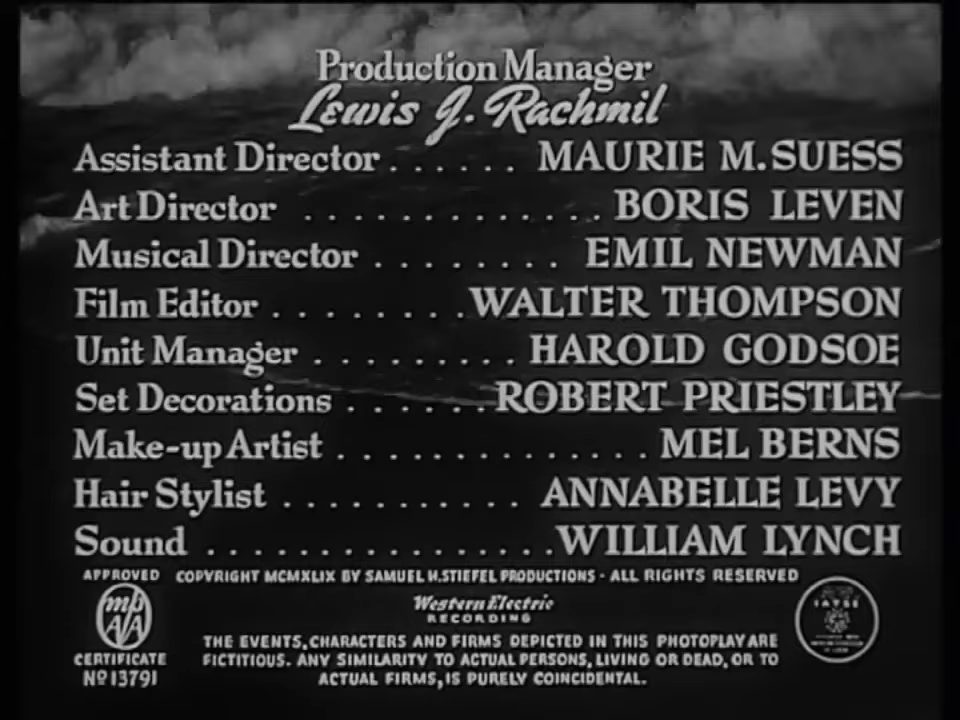 Production Manager
Lewis J. Rachmil
Assistant Director ...... MAURIE M. SUESS
Art Director ............. BORIS LEVEN
Musical Director ........ EMIL NEWMAN
Film Editor ........ WALTER THOMPSON
Unit Manager ......... HAROLD GODSOE
Set Decorations ...... ROBERT PRIESTLEY
Make-up Artist .............. MEL BERNS
Hair Stylist ........... ANNABELLE LEVY
Sound ................. WILLIAM LYNCH
APPROVED COPYRIGHT MCMXLIX BY SAMUEL H. STIEFEL PRODUCTIONS - ALL RIGHTS RESERVED
MPAA
Western Electric
RECORDING
IATSE
CERTIFICATE
Nº 13791
THE EVENTS, CHARACTERS AND FIRMS DEPICTED IN THIS PHOTOPLAY ARE
FICTITIOUS. ANY SIMILARITY TO ACTUAL PERSONS, LIVING OR DEAD, OR TO
ACTUAL FIRMS, IS PURELY COINCIDENTAL.